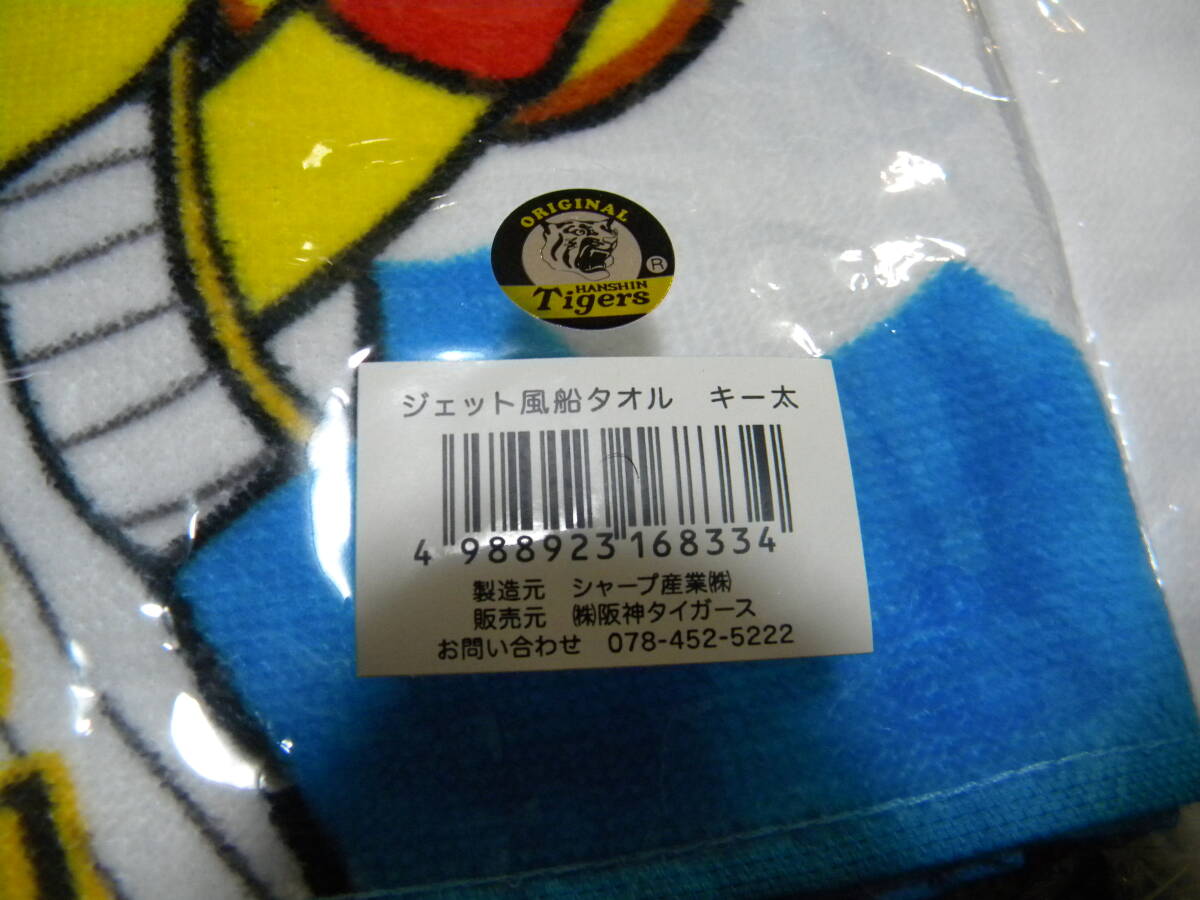 ORIGINAL
®
HANSHIN
Tigers
ジェット風船タオル　キー太
4 988923 168334
製造元　シャープ産業㈱
販売元　㈱阪神タイガース
お問い合わせ　078-452-5222